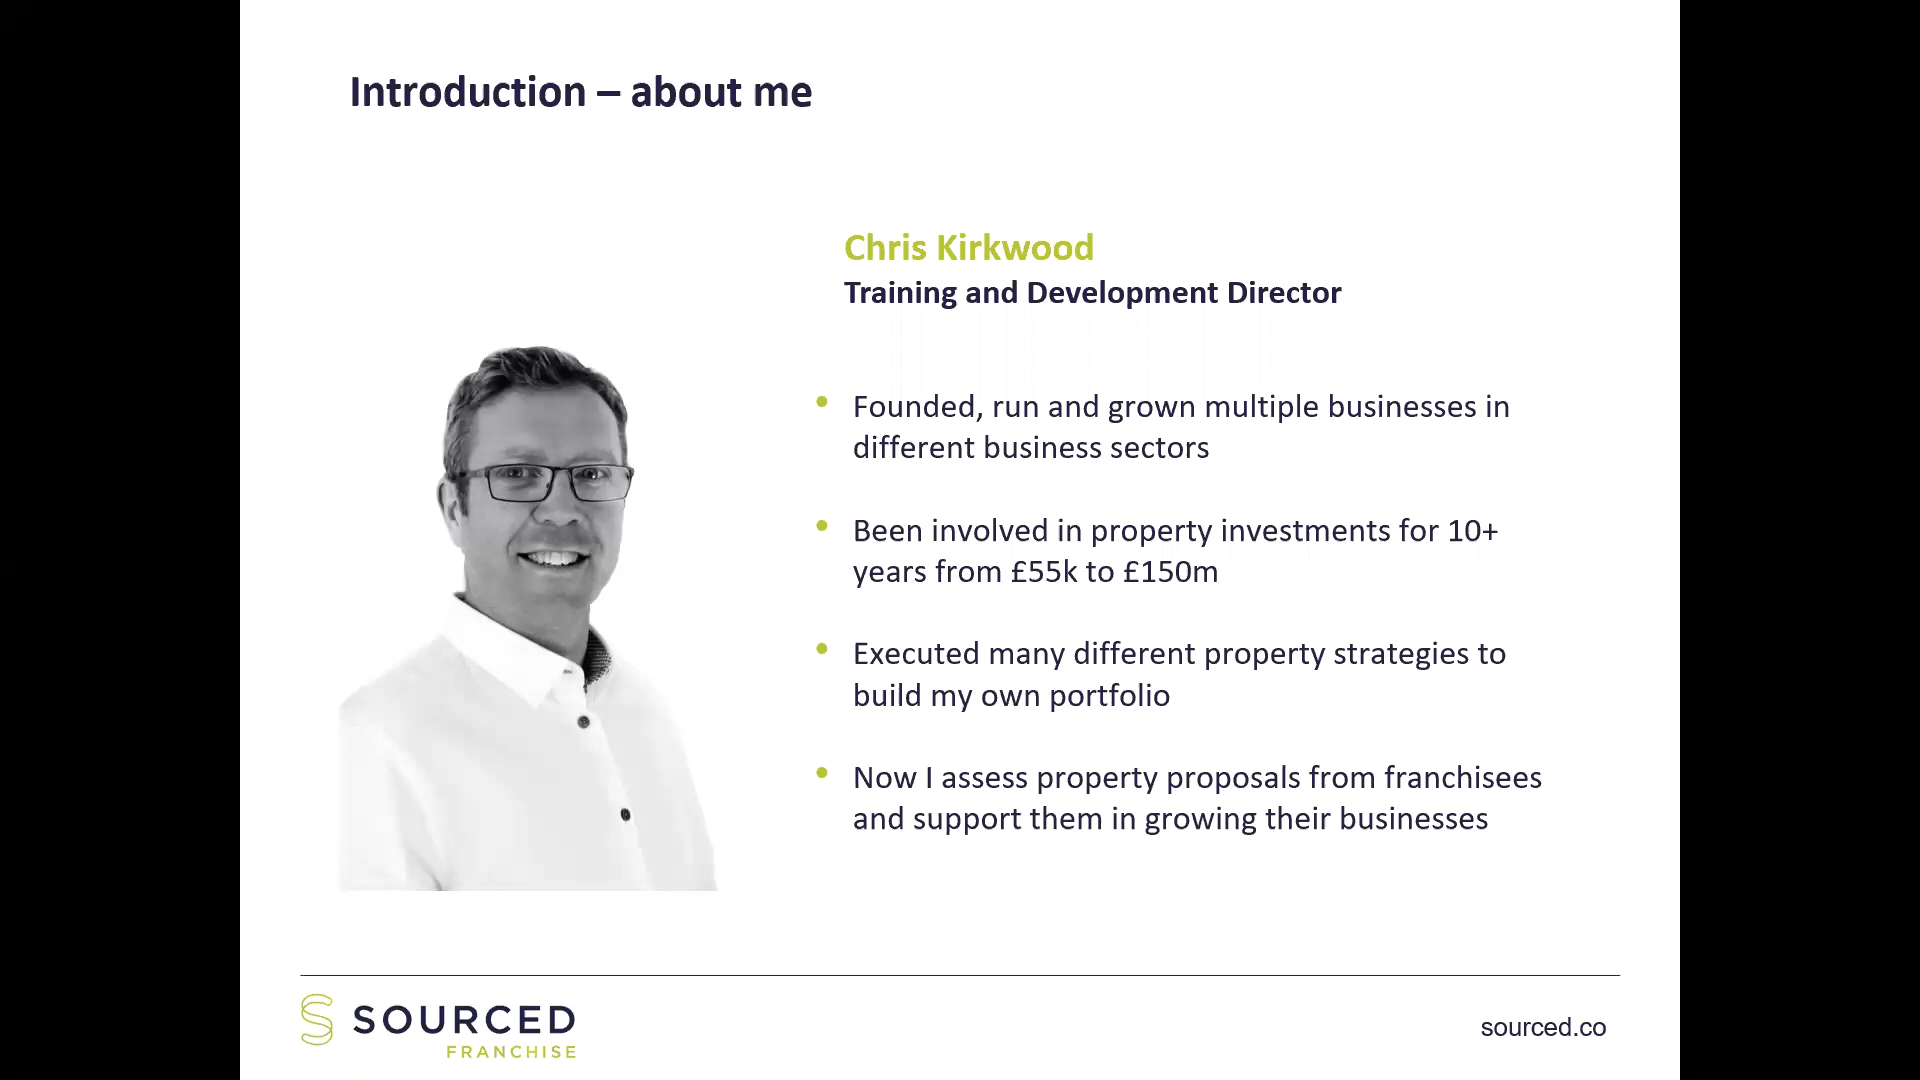 Introduction – about me
Chris Kirkwood
Training and Development Director
• Founded, run and grown multiple businesses in
different business sectors
• Been involved in property investments for 10+
years from £55k to £150m
• Executed many different property strategies to
build my own portfolio
• Now I assess property proposals from franchisees
and support them in growing their businesses
SOURCED
FRANCHISE
sourced.co